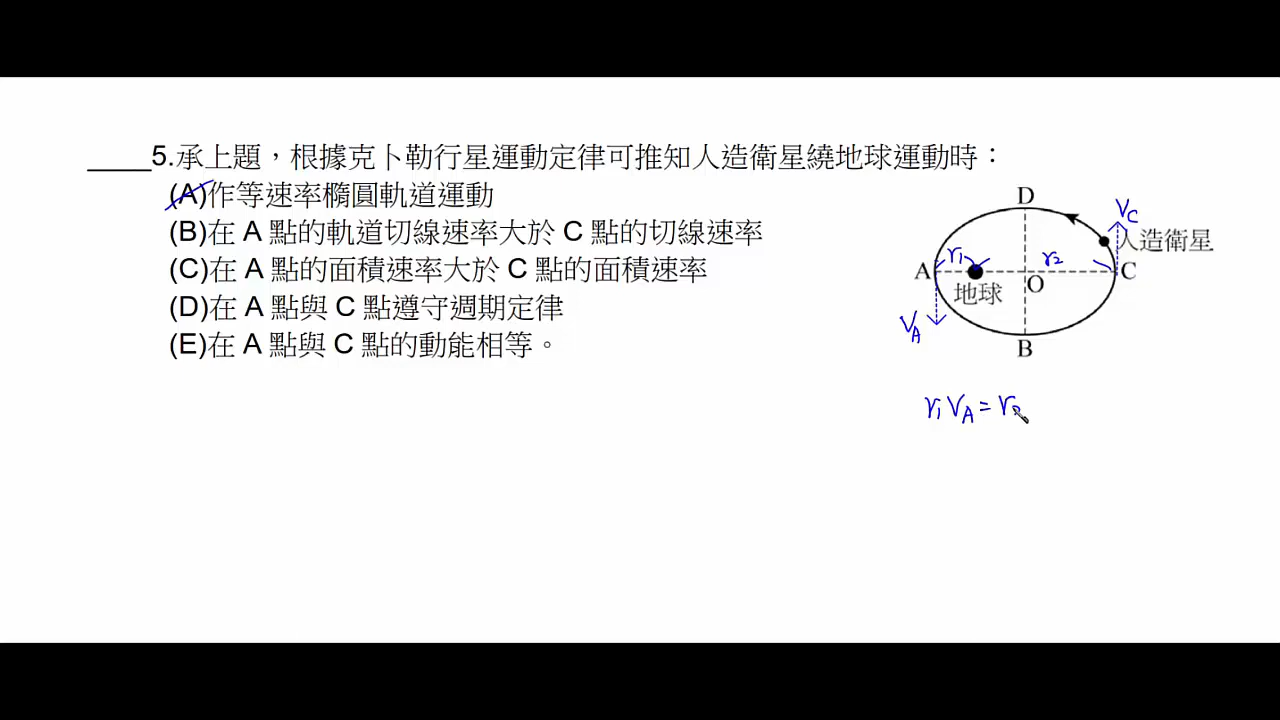 ____5.承上題，根據克卜勒行星運動定律可推知人造衛星繞地球運動時：
(A)作等速率橢圓軌道運動
(B)在 A 點的軌道切線速率大於 C 點的切線速率
(C)在 A 點的面積速率大於 C 點的面積速率
(D)在 A 點與 C 點遵守週期定律
(E)在 A 點與 C 點的動能相等。
D
V_C
人造衛星
A
r₁
r₂
C
地球
O
V_A
B
r₁ V_A = r₂